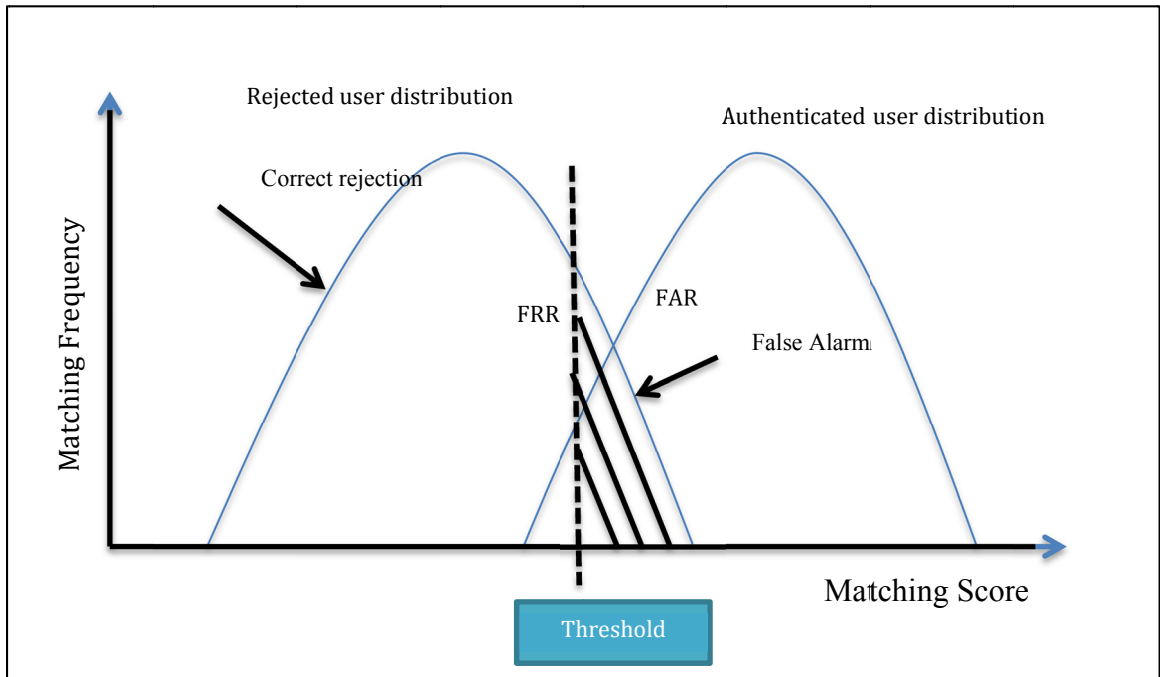 Rejected user distribution
Authenticated user distribution
Correct rejection
Matching Frequency
FRR
FAR
False Alarm
Matching Score
Threshold